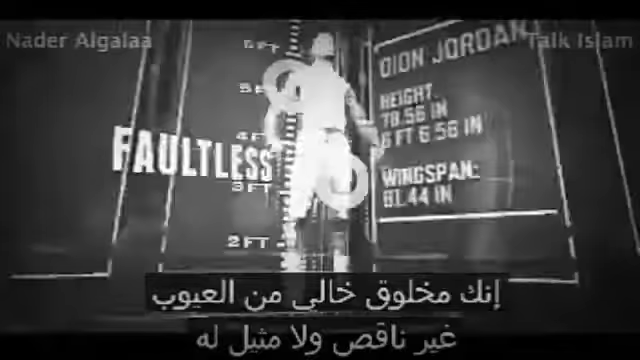 Nader Algalaa
Talk Islam
6 FT
DION JORDAN
HEIGHT:
78.56 IN
6 FT 6.56 IN
4 FT
FAULTLESS
3 FT
WINGSPAN:
81.44 IN
2 FT
إنك مخلوق خالي من العيوب
غير ناقص ولا مثيل له